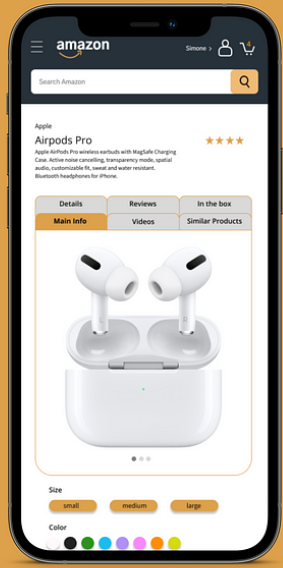 amazon
Simone >
4
Search Amazon
Apple
Airpods Pro
Apple AirPods Pro wireless earbuds with MagSafe Charging
Case. Active noise cancelling, transparency mode, spatial
audio, customizable fit, sweat and water resistant.
Bluetooth headphones for iPhone.
Details Reviews In the box
Main Info Videos Similar Products
Size
small medium large
Color